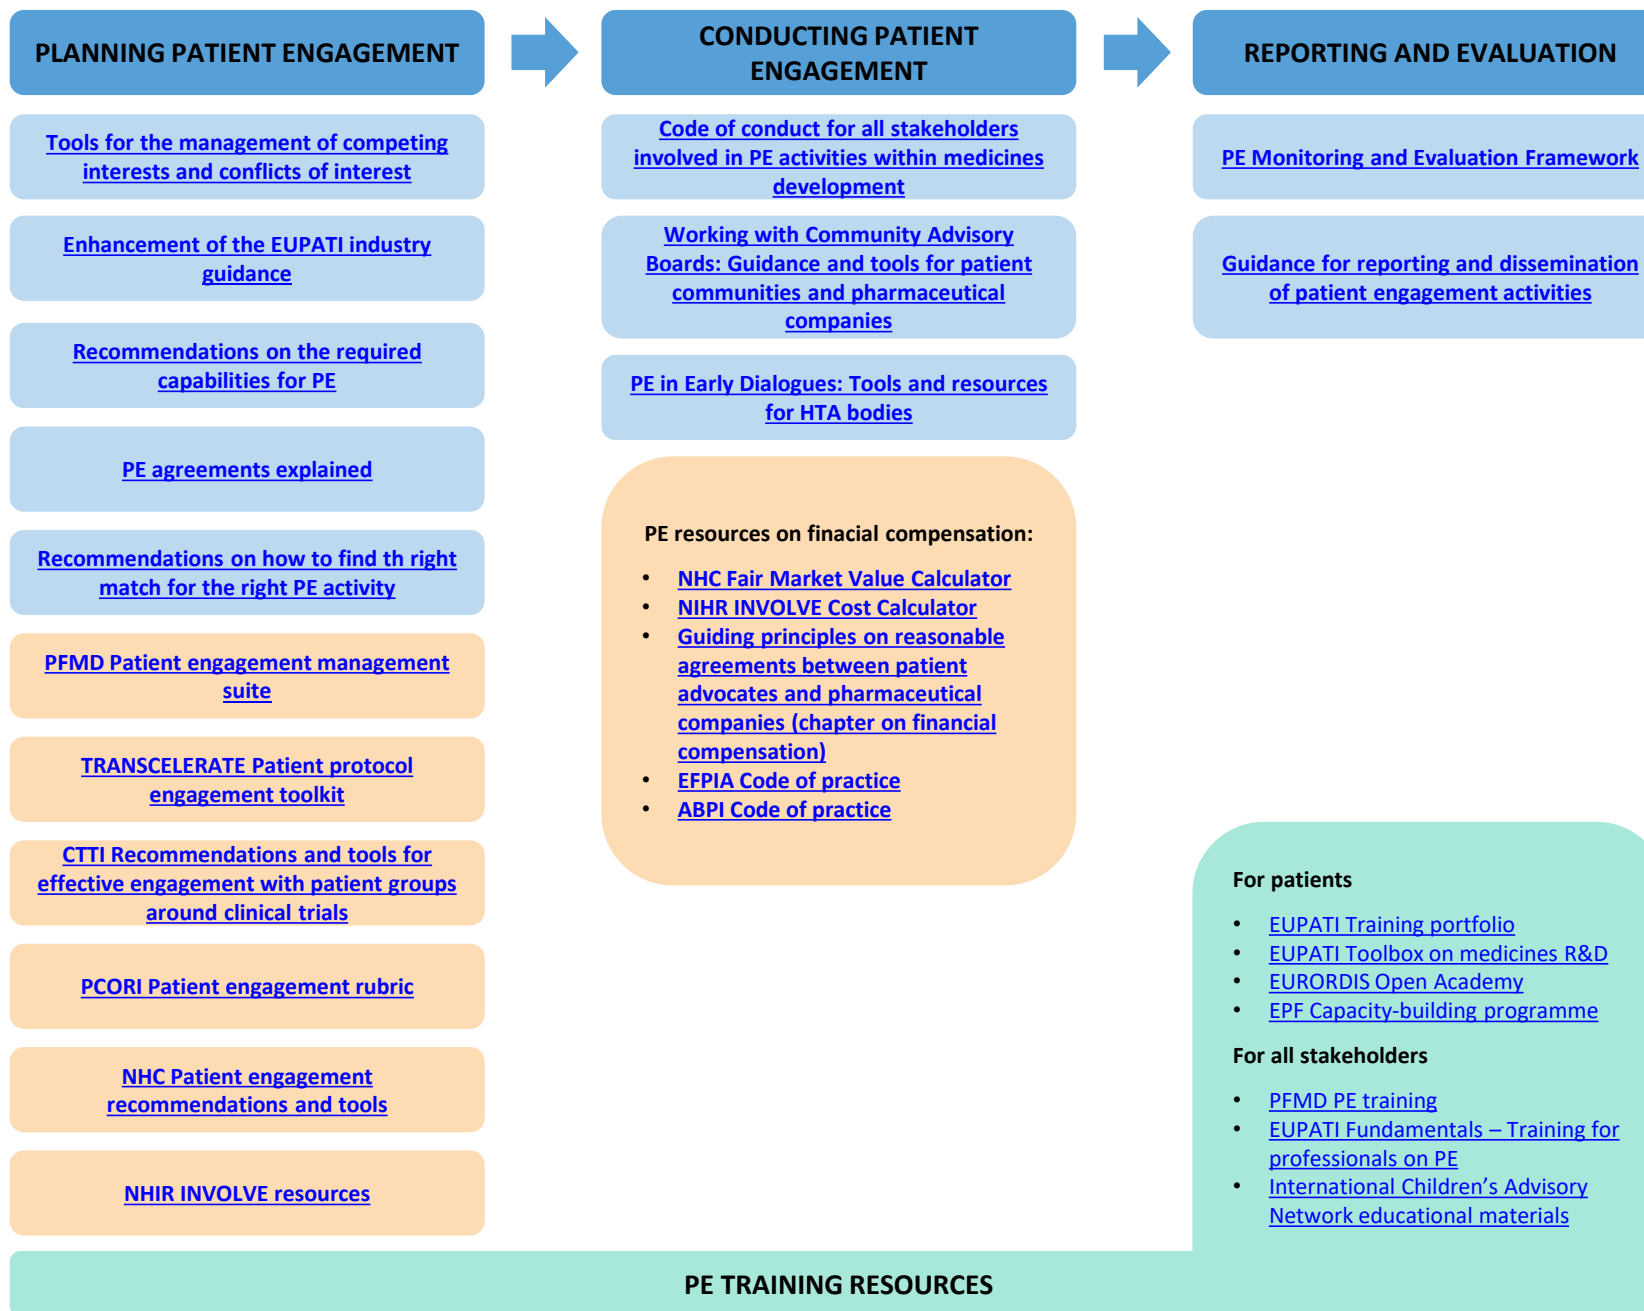 PLANNING PATIENT ENGAGEMENT
Tools for the management of competing
interests and conflicts of interest
Enhancement of the EUPATI industry
guidance
Recommendations on the required
capabilities for PE
PE agreements explained
Recommendations on how to find th right
match for the right PE activity
PFMD Patient engagement management
suite
TRANSCELERATE Patient protocol
engagement toolkit
CTTI Recommendations and tools for
effective engagement with patient groups
around clinical trials
PCORI Patient engagement rubric
NHC Patient engagement
recommendations and tools
NHIR INVOLVE resources
CONDUCTING PATIENT
ENGAGEMENT
Code of conduct for all stakeholders
involved in PE activities within medicines
development
Working with Community Advisory
Boards: Guidance and tools for patient
communities and pharmaceutical
companies
PE in Early Dialogues: Tools and resources
for HTA bodies
PE resources on finacial compensation:
• NHC Fair Market Value Calculator
• NIHR INVOLVE Cost Calculator
• Guiding principles on reasonable
agreements between patient
advocates and pharmaceutical
companies (chapter on financial
compensation)
• EFPIA Code of practice
• ABPI Code of practice
REPORTING AND EVALUATION
PE Monitoring and Evaluation Framework
Guidance for reporting and dissemination
of patient engagement activities
For patients
• EUPATI Training portfolio
• EUPATI Toolbox on medicines R&D
• EURORDIS Open Academy
• EPF Capacity-building programme
For all stakeholders
• PFMD PE training
• EUPATI Fundamentals – Training for
professionals on PE
• International Children’s Advisory
Network educational materials
PE TRAINING RESOURCES